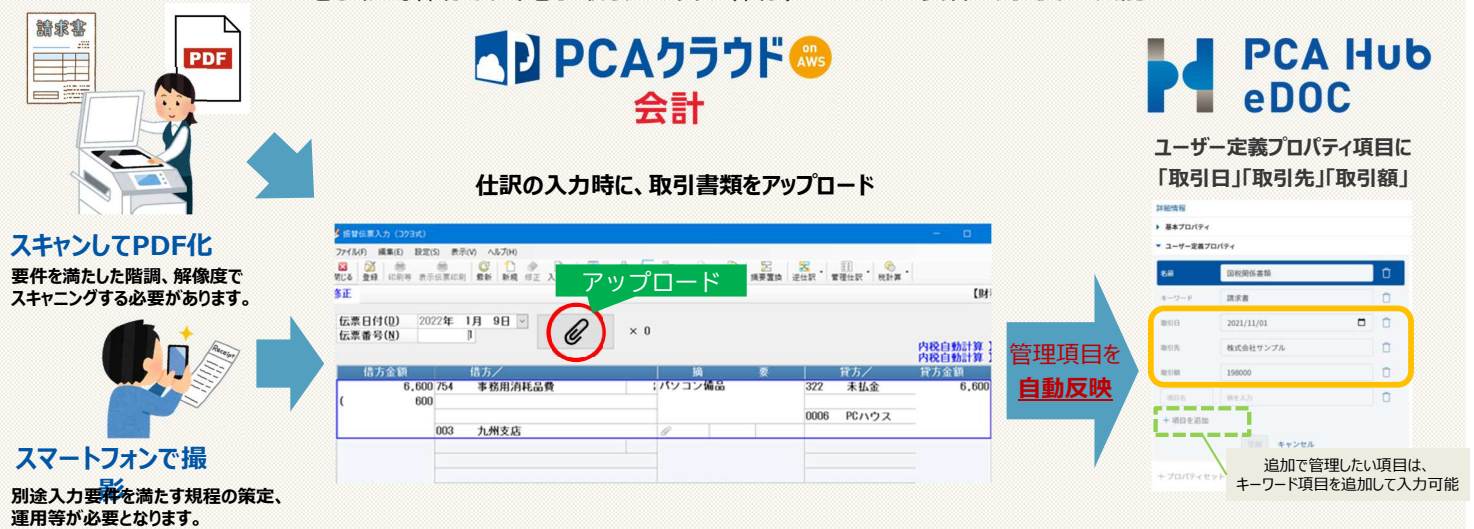 請求書
PDF
スキャンしてPDF化
要件を満たした階調、解像度で
スキャニングする必要があります。
Receipt
スマートフォンで撮
影
別途入力要件を満たす規程の策定、
運用等が必要となります。
PCAクラウド on AWS
会計
仕訳の入力時に、取引書類をアップロード
振替伝票入力(コクヨ式)
ファイル(F) 編集(E) 設定(S) 表示(V) ヘルプ(H)
閉じる 登録 印刷等 表示伝票印刷 最新 新規 修正 摘要置換 逆仕訳 管理仕訳 税計算
アップロード
修正
伝票日付(D) 2022年 1月 9日
伝票番号(N) 1
× 0
内税自動計算
内税自動計算
借方金額 借方/ 摘 要 貸方/ 貸方金額
6,600 754 事務用消耗品費 ;パソコン備品 322 未払金 6,600
( 600
0006 PCハウス
003 九州支店
管理項目を
自動反映
PCA Hub
eDOC
ユーザー定義プロパティ項目に
「取引日」「取引先」「取引額」
詳細情報
基本プロパティ
ユーザー定義プロパティ
名前 国税関係書類
キーワード 請求書
取引日 2021/11/01
取引先 株式会社サンプル
取引額 198000
項目名 値を入力
+ 項目を追加
登録 キャンセル
+ プロパティセット
追加で管理したい項目は、
キーワード項目を追加して入力可能